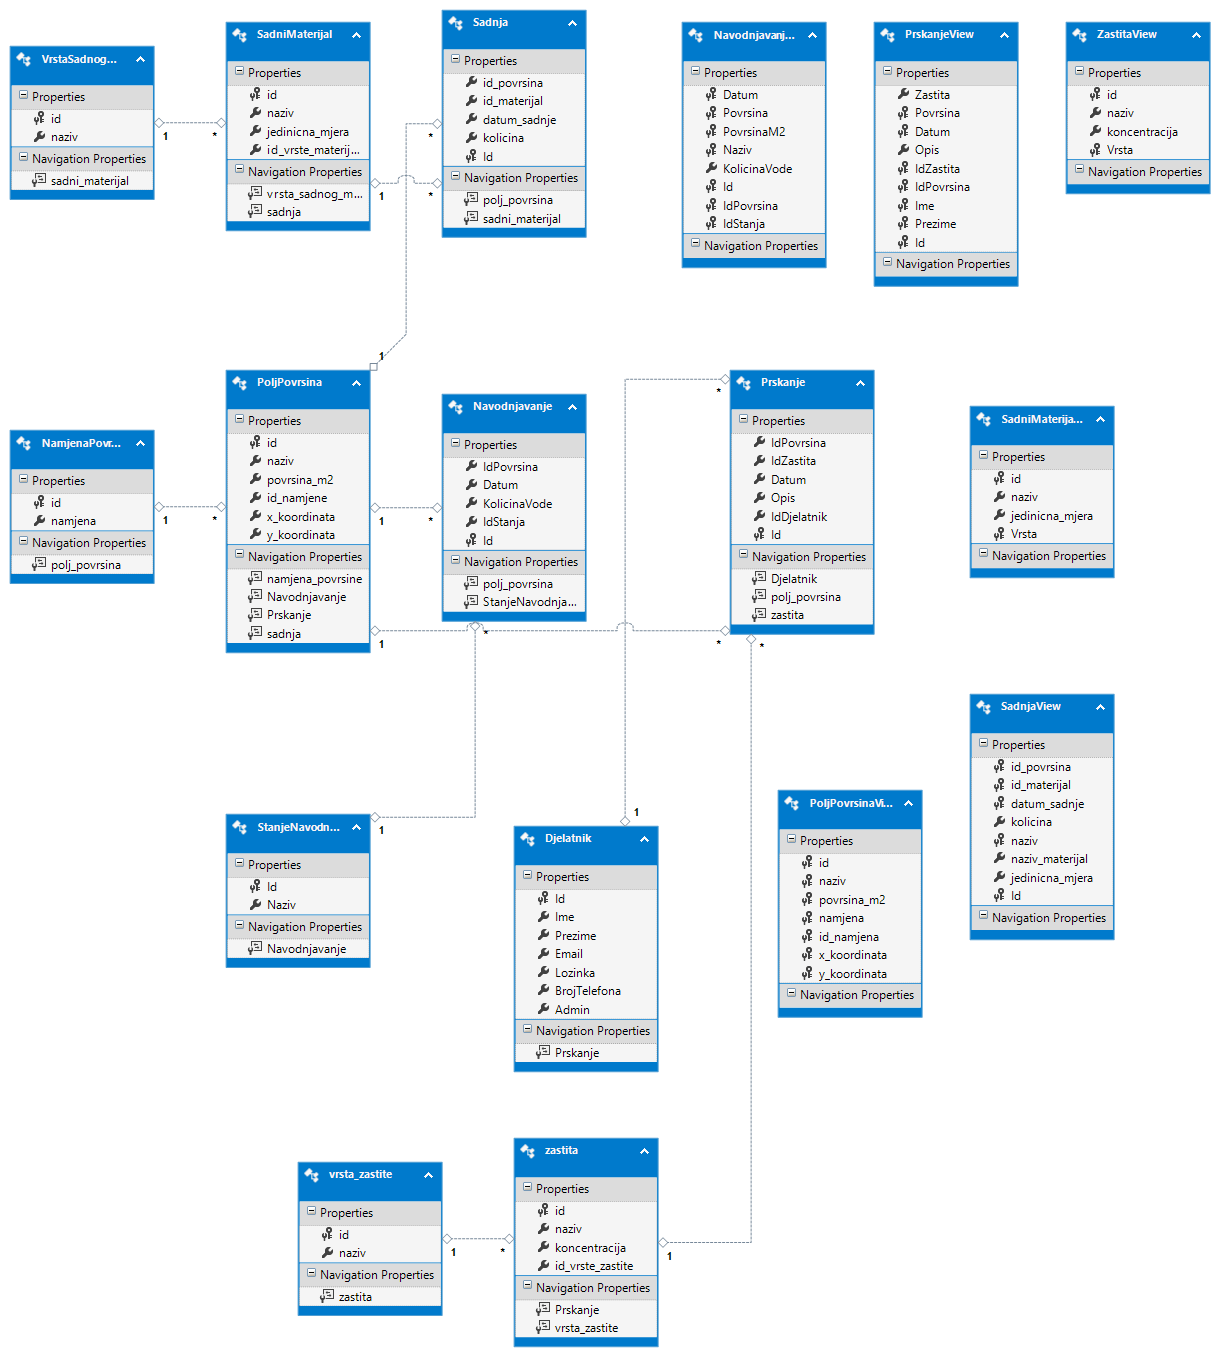 VrstaSadnog...
Properties
id
naziv
Navigation Properties
sadni_materijal
1
*
SadniMaterijal
Properties
id
naziv
jedinicna_mjera
id_vrste_materij...
Navigation Properties
vrsta_sadnog_m...
sadnja
1
*
Sadnja
Properties
id_povrsina
id_materijal
datum_sadnje
kolicina
Id
Navigation Properties
polj_povrsina
sadni_materijal
*
Navodnjavanj...
Properties
Datum
Povrsina
PovrsinaM2
Naziv
KolicinaVode
Id
IdPovrsina
IdStanja
Navigation Properties
PrskanjeView
Properties
Zastita
Povrsina
Datum
Opis
IdZastita
IdPovrsina
Ime
Prezime
Id
Navigation Properties
ZastitaView
Properties
id
naziv
koncentracija
Vrsta
Navigation Properties
NamjenaPovr...
Properties
id
namjena
Navigation Properties
polj_povrsina
1
*
1
PoljPovrsina
Properties
id
naziv
povrsina_m2
id_namjene
x_koordinata
y_koordinata
Navigation Properties
namjena_povrsine
Navodnjavanje
Prskanje
sadnja
1
*
1
*
Navodnjavanje
Properties
IdPovrsina
Datum
KolicinaVode
IdStanja
Id
Navigation Properties
polj_povrsina
StanjeNavodnja...
*
*
Prskanje
Properties
IdPovrsina
IdZastita
Datum
Opis
IdDjelatnik
Id
Navigation Properties
Djelatnik
polj_povrsina
zastita
*
SadniMaterija...
Properties
id
naziv
jedinicna_mjera
Vrsta
Navigation Properties
SadnjaView
Properties
id_povrsina
id_materijal
datum_sadnje
kolicina
naziv
naziv_materijal
jedinicna_mjera
Id
Navigation Properties
PoljPovrsinaVi...
Properties
id
naziv
povrsina_m2
namjena
id_namjena
x_koordinata
y_koordinata
Navigation Properties
StanjeNavodn...
1
Properties
Id
Naziv
Navigation Properties
Navodnjavanje
1
Djelatnik
Properties
Id
Ime
Prezime
Email
Lozinka
BrojTelefona
Admin
Navigation Properties
Prskanje
vrsta_zastite
Properties
id
naziv
Navigation Properties
zastita
1
*
zastita
Properties
id
naziv
koncentracija
id_vrste_zastite
Navigation Properties
Prskanje
vrsta_zastite
1